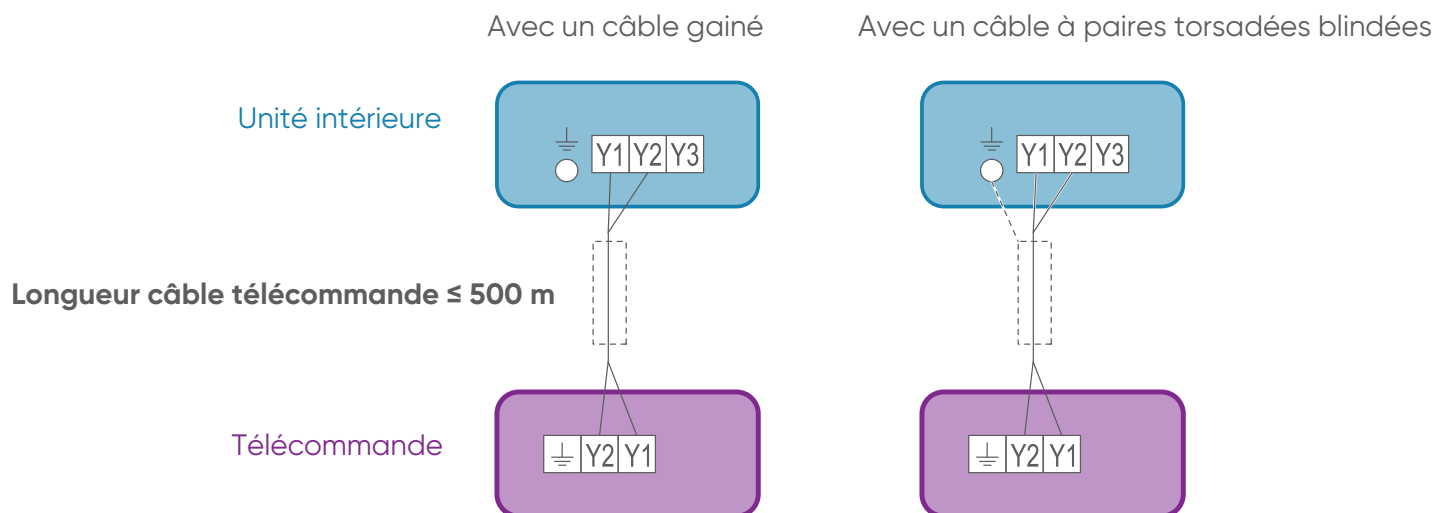 Avec un câble gainé
Avec un câble à paires torsadées blindées
Unité intérieure
Y1 Y2 Y3
Y1 Y2 Y3
Longueur câble télécommande ≤ 500 m
Télécommande
Y2 Y1
Y2 Y1